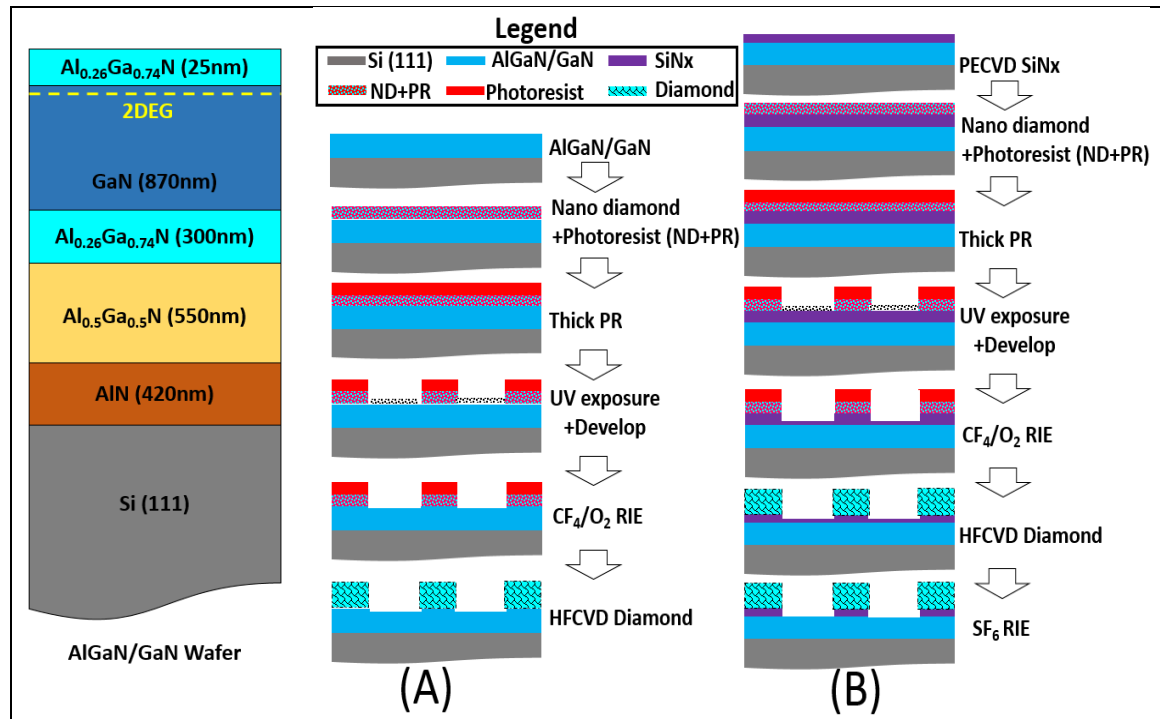 Al0.26Ga0.74N (25nm)
2DEG
GaN (870nm)
Al0.26Ga0.74N (300nm)
Al0.5Ga0.5N (550nm)
AlN (420nm)
Si (111)
AlGaN/GaN Wafer
Legend
Si (111) AlGaN/GaN SiNx
ND+PR Photoresist Diamond
AlGaN/GaN
Nano diamond
+Photoresist (ND+PR)
Thick PR
UV exposure
+Develop
CF4/O2 RIE
HFCVD Diamond
(A)
PECVD SiNx
Nano diamond
+Photoresist (ND+PR)
Thick PR
UV exposure
+Develop
CF4/O2 RIE
HFCVD Diamond
SF6 RIE
(B)